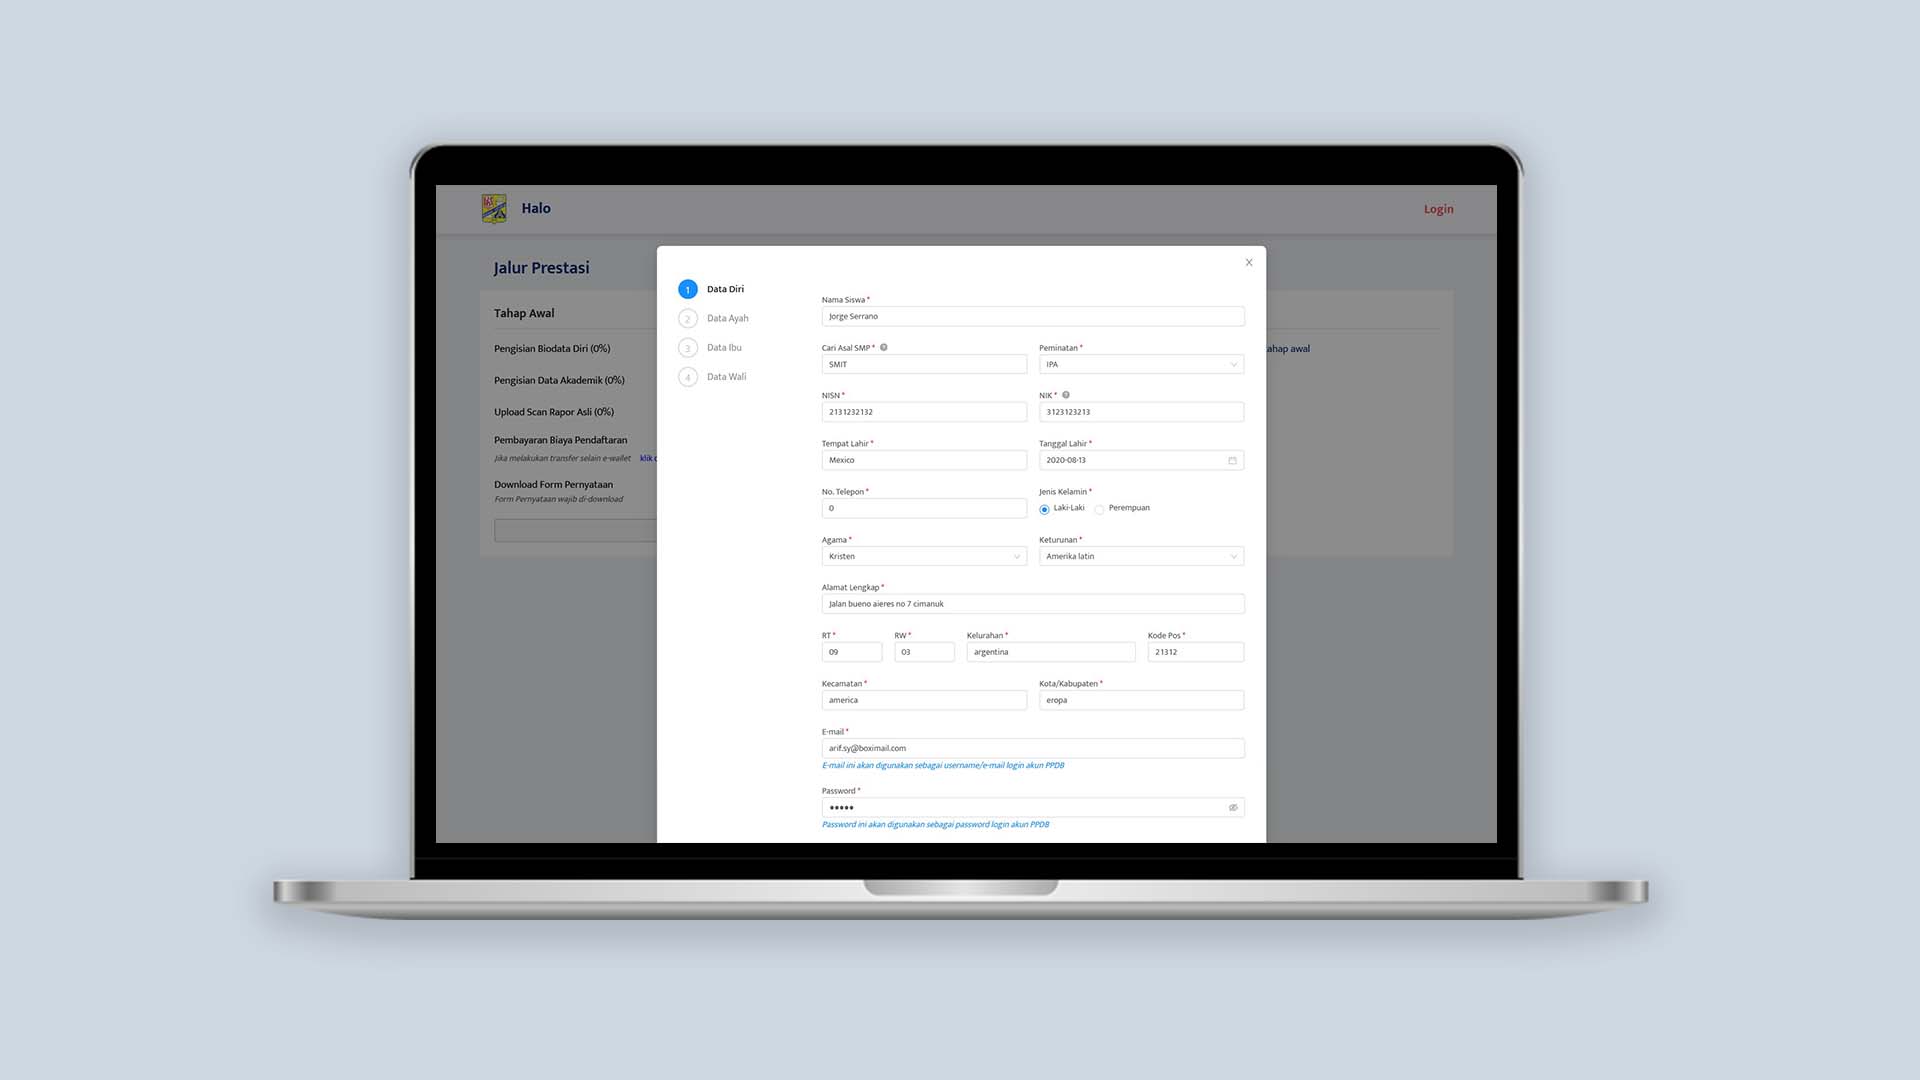 Halo
Login
Jalur Prestasi
Tahap Awal
Pengisian Biodata Diri (0%)
ahap awal
Pengisian Data Akademik (0%)
Upload Scan Rapor Asli (0%)
Pembayaran Biaya Pendaftaran
Jika melakukan transfer selain e-wallet klik
Download Form Pernyataan
Form Pernyataan wajib di-download
1 Data Diri
2 Data Ayah
3 Data Ibu
4 Data Wali
Nama Siswa *
Jorge Serrano
Cari Asal SMP * Peminatan *
SMIT IPA
NISN * NIK *
2131232132 3123123213
Tempat Lahir * Tanggal Lahir *
Mexico 2020-08-13
No. Telepon * Jenis Kelamin *
0 Laki-Laki Perempuan
Agama * Keturunan *
Kristen Amerika latin
Alamat Lengkap *
Jalan bueno aieres no 7 cimanuk
RT * RW * Kelurahan * Kode Pos *
09 03 argentina 21312
Kecamatan * Kota/Kabupaten *
america eropa
E-mail *
arif.sy@boximail.com
E-mail ini akan digunakan sebagai username/e-mail login akun PPDB
Password *
•••••
Password ini akan digunakan sebagai password login akun PPDB